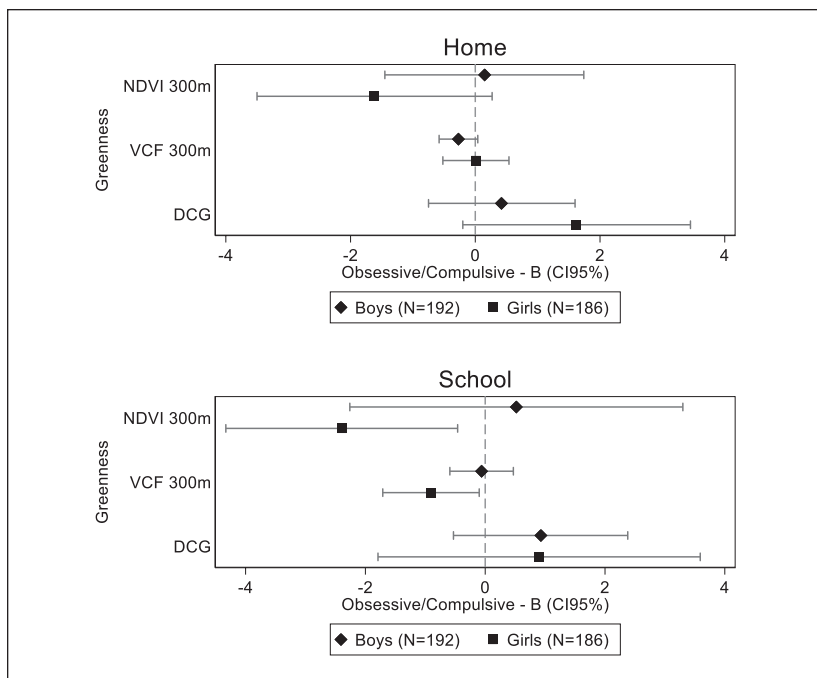 Home
NDVI 300m
VCF 300m
DCG
Greenness
-4 -2 0 2 4
Obsessive/Compulsive - B (CI95%)
Boys (N=192) Girls (N=186)
School
NDVI 300m
VCF 300m
DCG
Greenness
-4 -2 0 2 4
Obsessive/Compulsive - B (CI95%)
Boys (N=192) Girls (N=186)